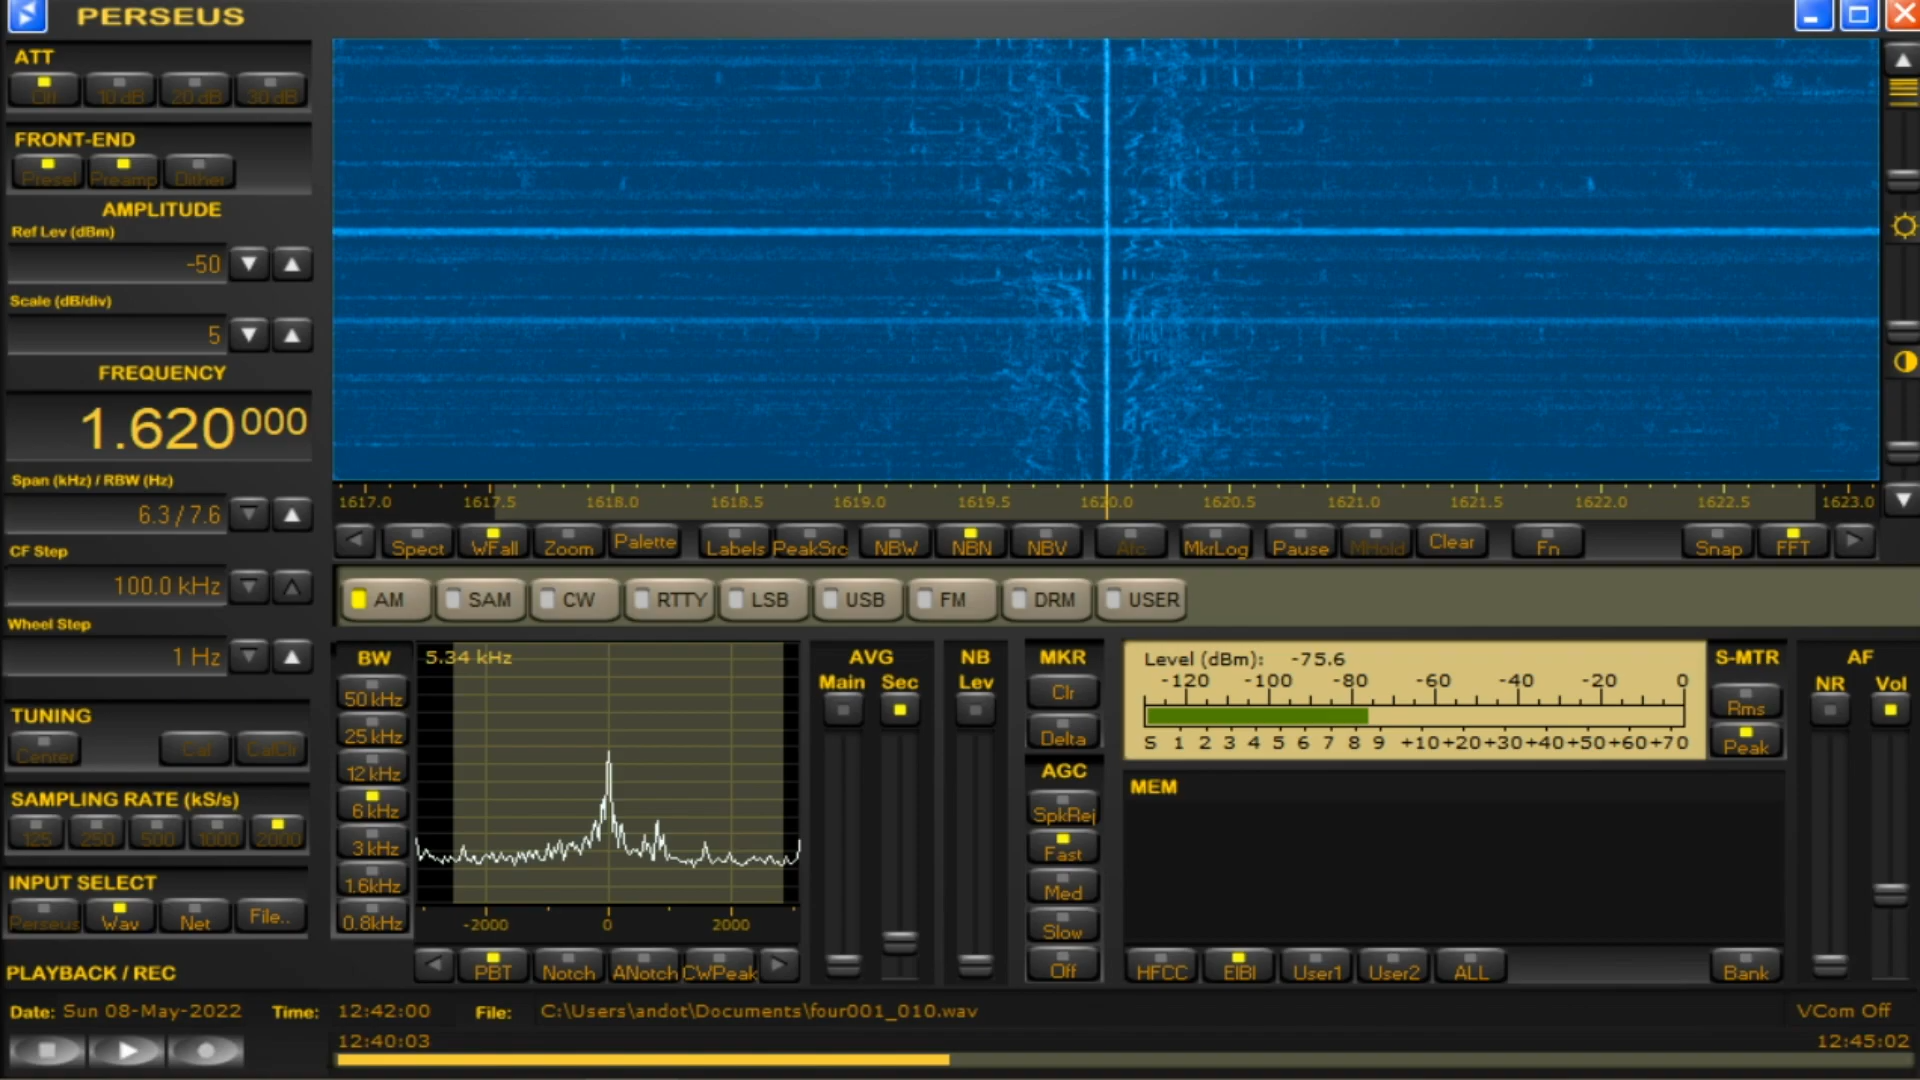 PERSEUS
ATT
Off 10 dB 20 dB 30 dB
FRONT-END
Presel Preamp Dither
AMPLITUDE
Ref Lev (dBm)
-50
Scale (dB/div)
5
FREQUENCY
1.620 000
Span (kHz) / RBW (Hz)
6.3 / 7.6
CF Step
100.0 kHz
Wheel Step
1 Hz
TUNING
Center Cal CalClr
SAMPLING RATE (kS/s)
125 250 500 1000 2000
INPUT SELECT
Perseus Wav Net File..
PLAYBACK / REC
1617.0 1617.5 1618.0 1618.5 1619.0 1619.5 1620.0 1620.5 1621.0 1621.5 1622.0 1622.5 1623.0
Spect WFall Zoom Palette Labels PeakSrc NBW NBN NBV Afc MkrLog Pause MHold Clear Fn Snap FFT
AM SAM CW RTTY LSB USB FM DRM USER
BW
50 kHz
25 kHz
12 kHz
6 kHz
3 kHz
1.6kHz
0.8kHz
5.34 kHz
-2000 0 2000
PBT Notch ANotch CWPeak
AVG
Main Sec
NB
Lev
MKR
Clr
Delta
AGC
SpkRej
Fast
Med
Slow
Off
Level (dBm): -75.6
-120 -100 -80 -60 -40 -20 0
S 1 2 3 4 5 6 7 8 9 +10+20+30+40+50+60+70
S-MTR
Rms
Peak
AF
NR Vol
MEM
HFCC EIBI User1 User2 ALL Bank
Date: Sun 08-May-2022 Time: 12:42:00 File: C:\Users\andot\Documents\four001_010.wav VCom Off
12:40:03 12:45:02